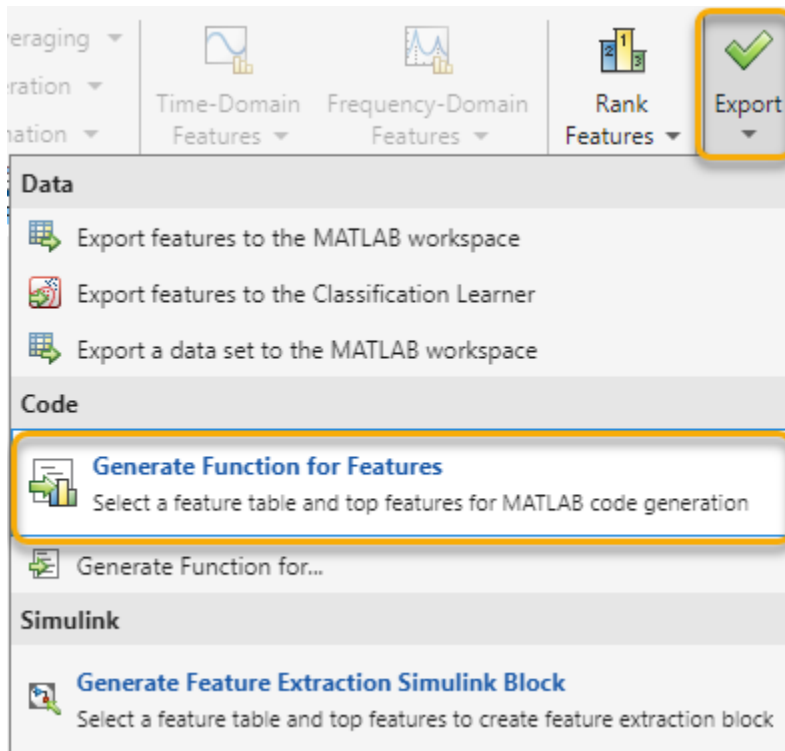 Time-Domain
Features
Frequency-Domain
Features
Rank
Features
Export
Data
Export features to the MATLAB workspace
Export features to the Classification Learner
Export a data set to the MATLAB workspace
Code
Generate Function for Features
Select a feature table and top features for MATLAB code generation
Generate Function for...
Simulink
Generate Feature Extraction Simulink Block
Select a feature table and top features to create feature extraction block